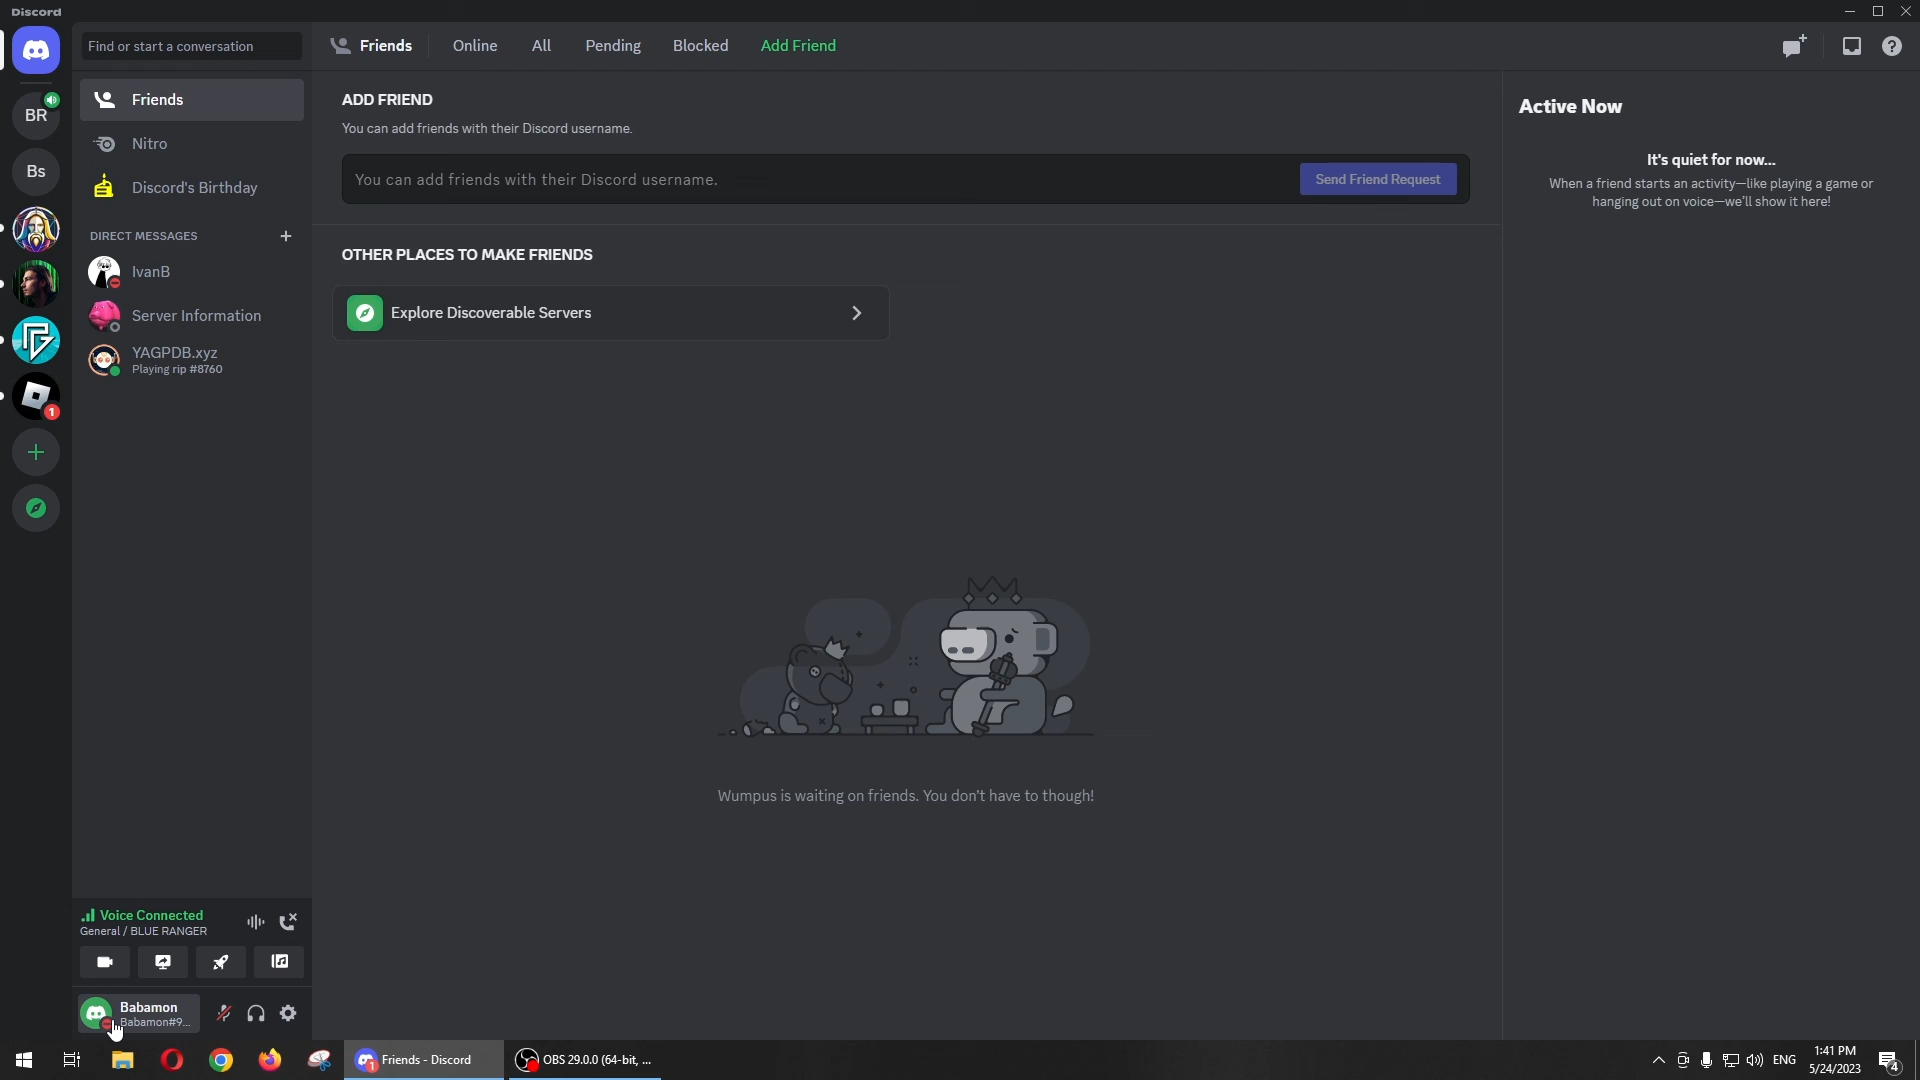 Discord
Find or start a conversation
Friends
Online
All
Pending
Blocked
Add Friend
BR
Bs
1
Friends
Nitro
Discord's Birthday
DIRECT MESSAGES
IvanB
Server Information
YAGPDB.xyz
Playing rip #8760
ADD FRIEND
You can add friends with their Discord username.
You can add friends with their Discord username.
Send Friend Request
OTHER PLACES TO MAKE FRIENDS
Explore Discoverable Servers
Wumpus is waiting on friends. You don't have to though!
Active Now
It's quiet for now...
When a friend starts an activity—like playing a game or
hanging out on voice—we'll show it here!
Voice Connected
General / BLUE RANGER
Babamon
Babamon#9...
1
Friends - Discord
OBS 29.0.0 (64-bit, ...
ENG
1:41 PM
5/24/2023
4